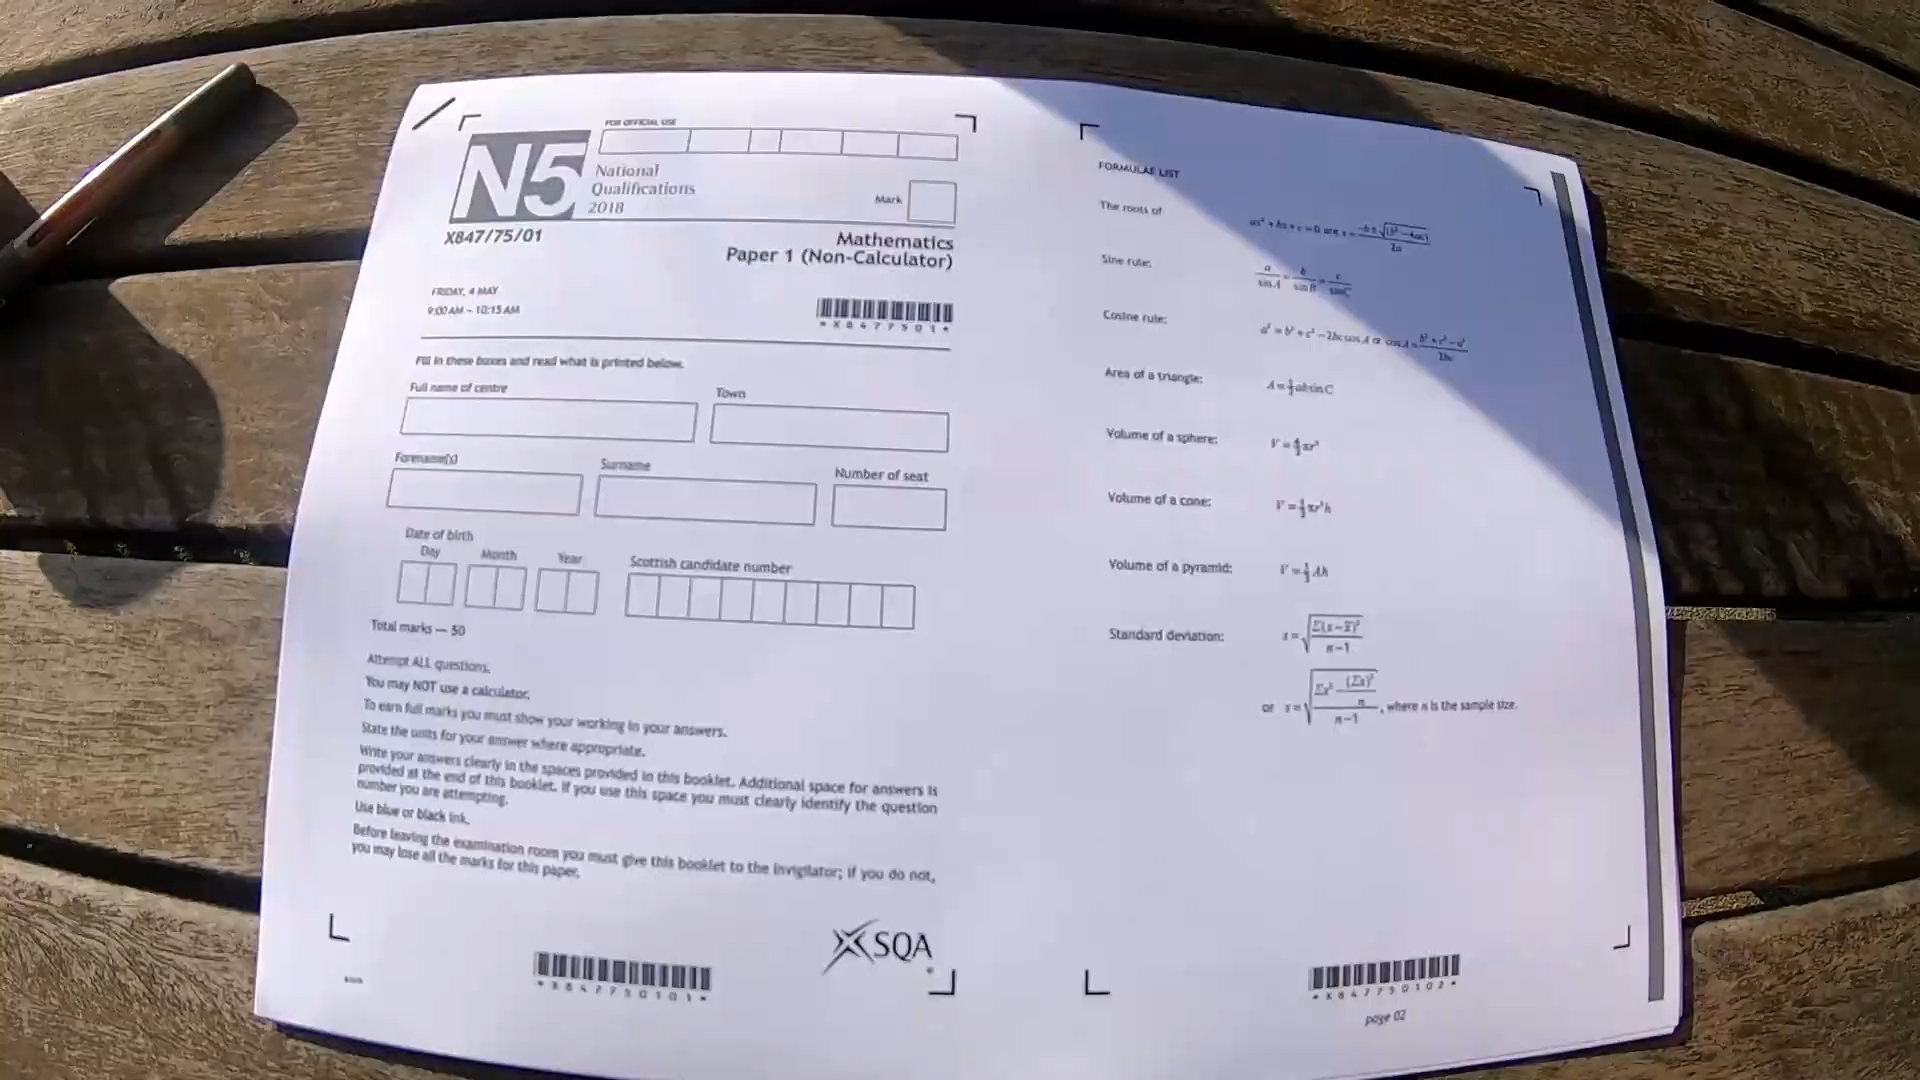 FOR OFFICIAL USE
N5
National
Qualifications
2018
Mark
X847/75/01
Mathematics
Paper 1 (Non-Calculator)
FRIDAY, 4 MAY
9:00 AM – 10:15 AM
*X8477501*
Fill in these boxes and read what is printed below.
Full name of centre
Town
Forename(s)
Surname
Number of seat
Date of birth
Day
Month
Year
Scottish candidate number
Total marks — 50
Attempt ALL questions.
You may NOT use a calculator.
To earn full marks you must show your working in your answers.
State the units for your answer where appropriate.
Write your answers clearly in the spaces provided in this booklet. Additional space for answers is
provided at the end of this booklet. If you use this space you must clearly identify the question
number you are attempting.
Use blue or black ink.
Before leaving the examination room you must give this booklet to the Invigilator; if you do not,
you may lose all the marks for this paper.
SQA
*X847750101*
FORMULAE LIST
The roots of ax² + bx + c = 0 are x = (−b ± √(b² − 4ac)) / 2a
Sine rule: a/sin A = b/sin B = c/sin C
Cosine rule: a² = b² + c² − 2bc cos A or cos A = (b² + c² − a²) / 2bc
Area of a triangle: A = ½ab sin C
Volume of a sphere: V = 4/3 πr³
Volume of a cone: V = 1/3 πr²h
Volume of a pyramid: V = 1/3 Ah
Standard deviation: s = √(Σ(x − x̄)² / (n − 1))
or s = √((Σx² − (Σx)²/n) / (n − 1)), where n is the sample size.
*X847750102*
page 02